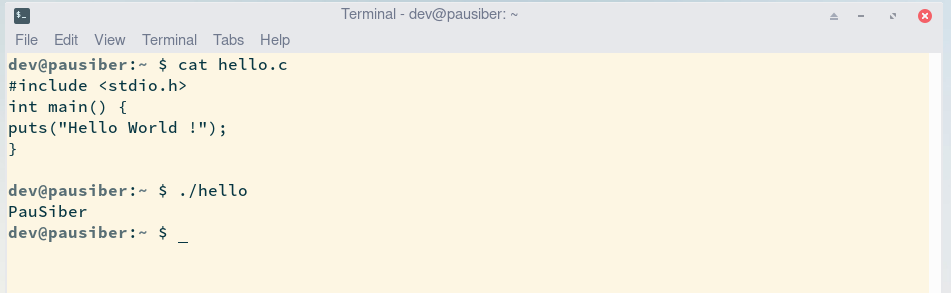 Terminal - dev@pausiber: ~
File Edit View Terminal Tabs Help
dev@pausiber:~ $ cat hello.c
#include <stdio.h>
int main() {
puts("Hello World !");
}
dev@pausiber:~ $ ./hello
PauSiber
dev@pausiber:~ $ _